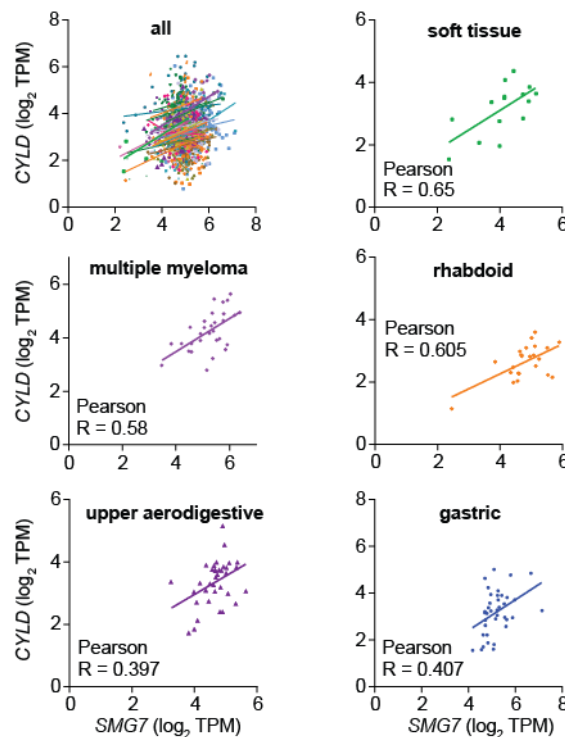 all
CYLD (log2 TPM)
8
6
4
2
0
0 2 4 6 8
soft tissue
6
4
2
0
Pearson
R = 0.65
0 2 4 6
multiple myeloma
CYLD (log2 TPM)
6
4
2
0
Pearson
R = 0.58
0 2 4 6
rhabdoid
6
4
2
0
Pearson
R = 0.605
0 2 4 6
upper aerodigestive
CYLD (log2 TPM)
6
4
2
0
Pearson
R = 0.397
0 2 4 6
SMG7 (log2 TPM)
gastric
8
6
4
2
0
Pearson
R = 0.407
0 2 4 6 8
SMG7 (log2 TPM)